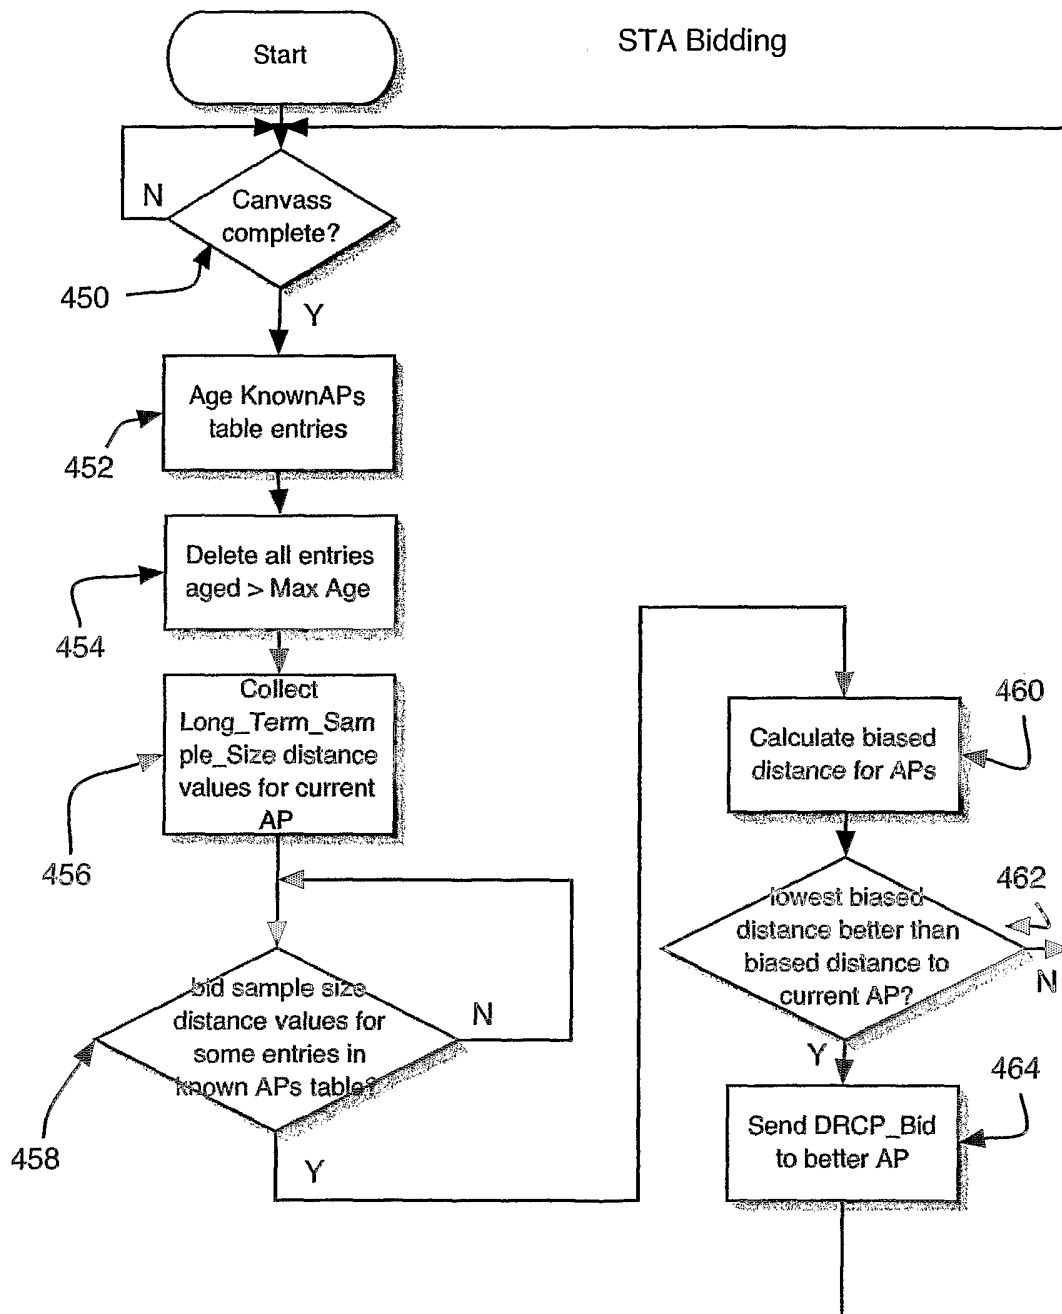 STA Bidding
Start
N
Canvass
complete?
450
Y
Age KnownAPs
table entries
452
Delete all entries
aged > Max Age
454
Collect
Long_Term_Sam
ple_Size distance
values for current
AP
456
bid sample size
distance values for
some entries in
known APs table?
N
458
Y
Calculate biased
distance for APs
460
lowest biased
distance better than
biased distance to
current AP?
462
N
Y
Send DRCP_Bid
to better AP
464